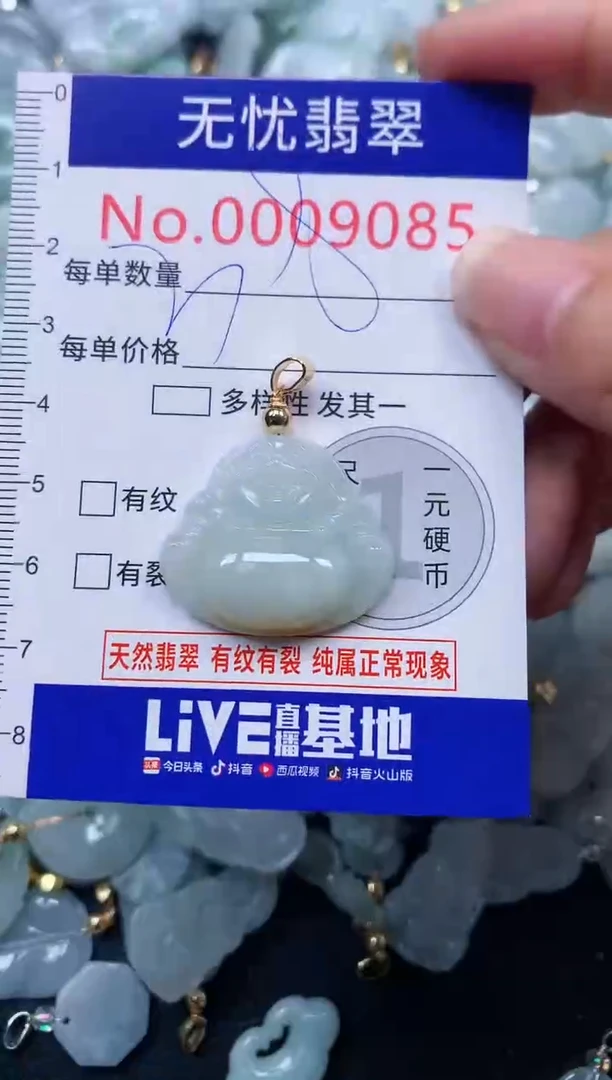 0
无忧翡翠
1
No.0009085
2
每单数量
3
每单价格
4
多样性 发其一
5
有纹
尺
一元硬币
1
6
有裂
7
天然翡翠 有纹有裂 纯属正常现象
LiVE直播基地
8
今日头条 抖音 西瓜视频 抖音火山版